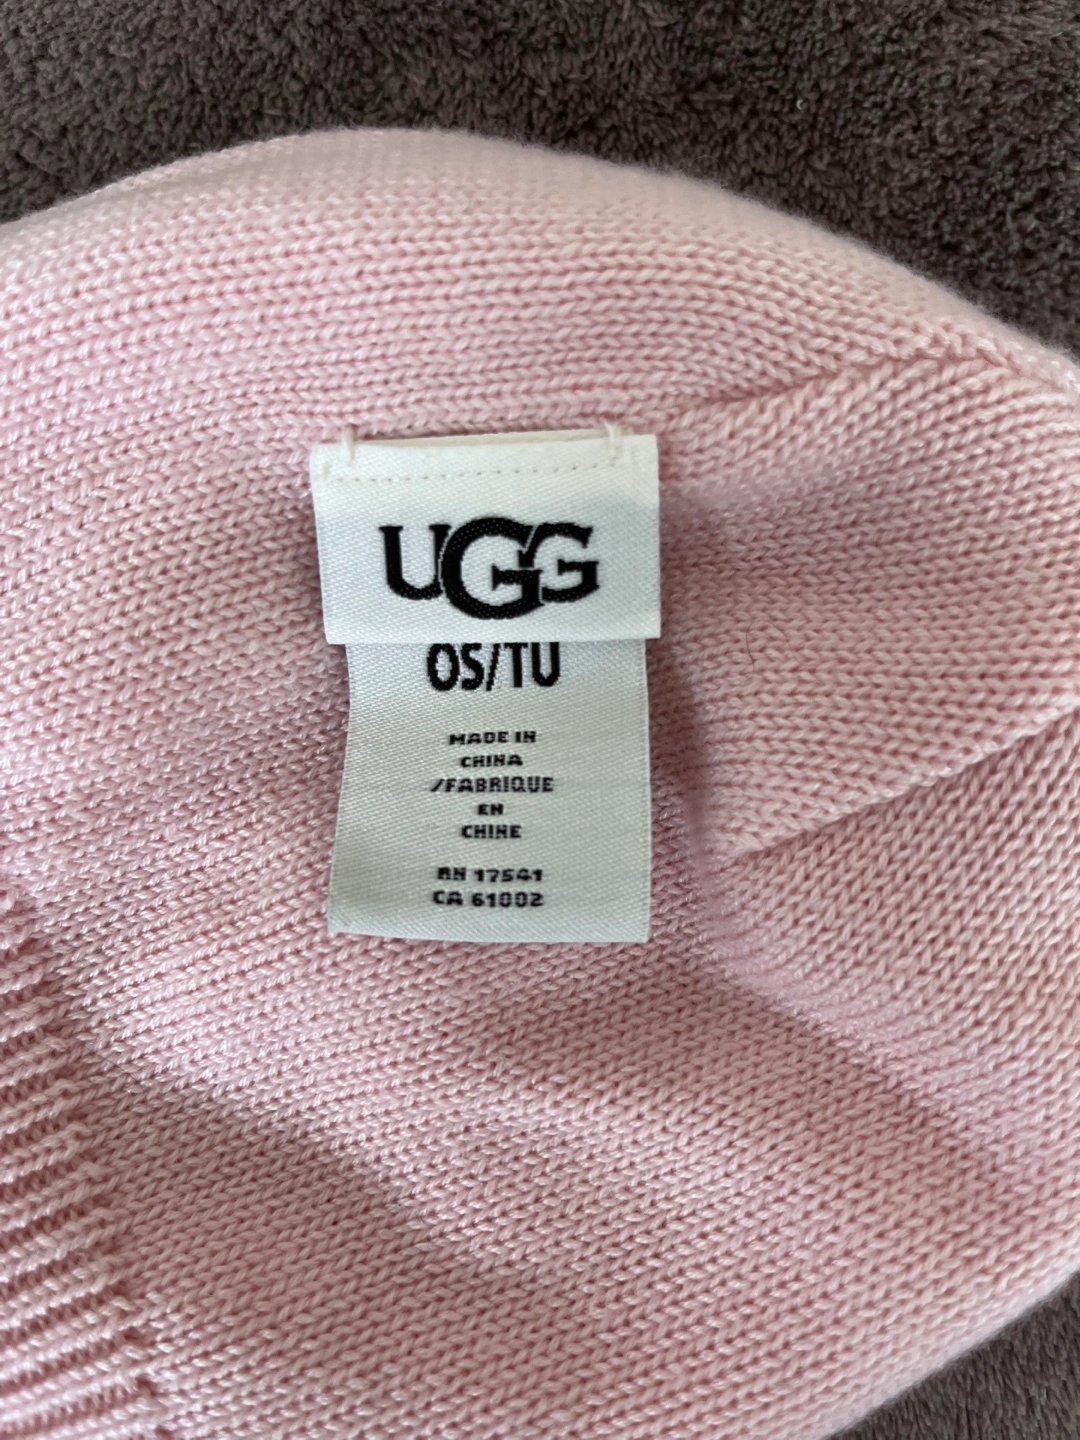 UGG
OS/TU
MADE IN
CHINA
/FABRIQUE
EN
CHINE
RN 17541
CA 61002